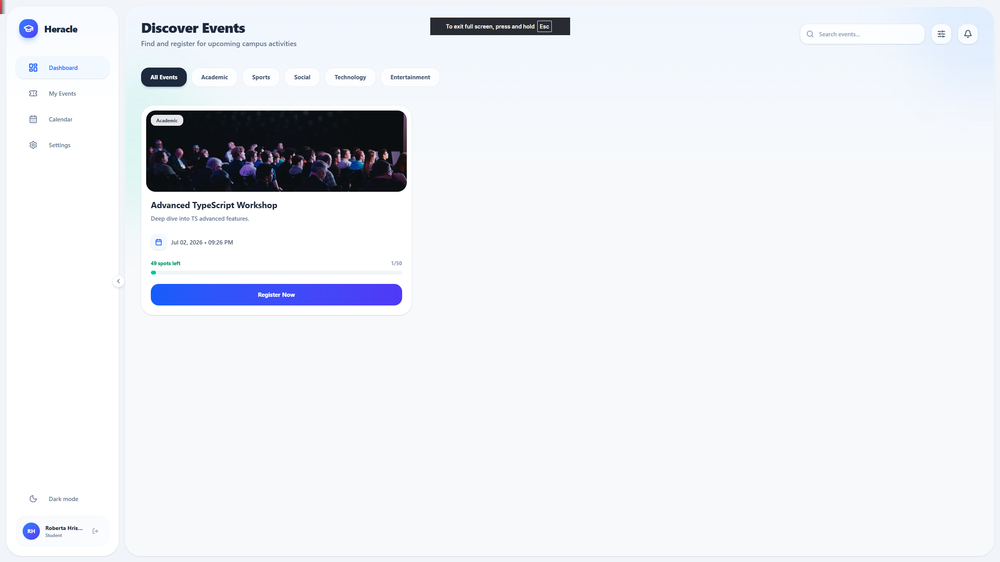 Heracle
Dashboard
My Events
Calendar
Settings
Dark mode
RH
Roberta Hris...
Student
Discover Events
Find and register for upcoming campus activities
To exit full screen, press and hold Esc
Search events...
All Events
Academic
Sports
Social
Technology
Entertainment
Academic
Advanced TypeScript Workshop
Deep dive into TS advanced features.
Jul 02, 2026 • 09:26 PM
49 spots left
1/50
Register Now